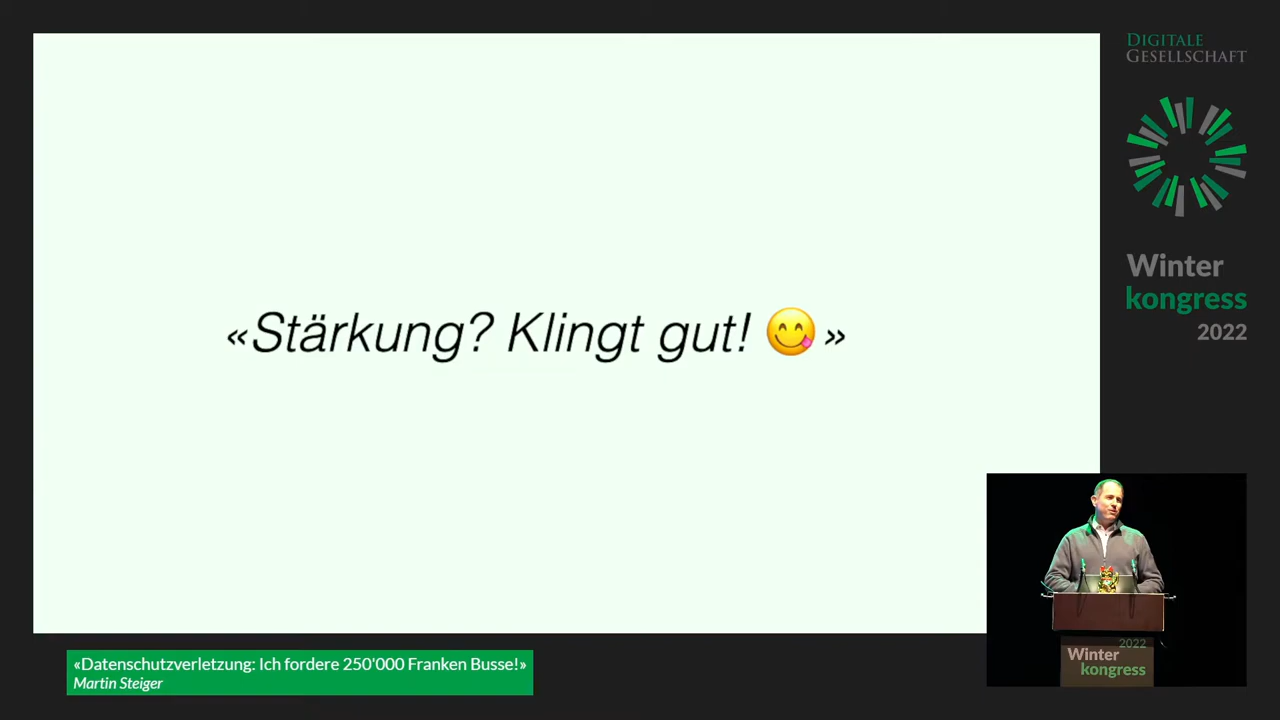 DIGITALE
GESELLSCHAFT
«Stärkung? Klingt gut! 😋 »
Winter
kongress
2022
2022
Winter
kongress
«Datenschutzverletzung: Ich fordere 250'000 Franken Busse!»
Martin Steiger